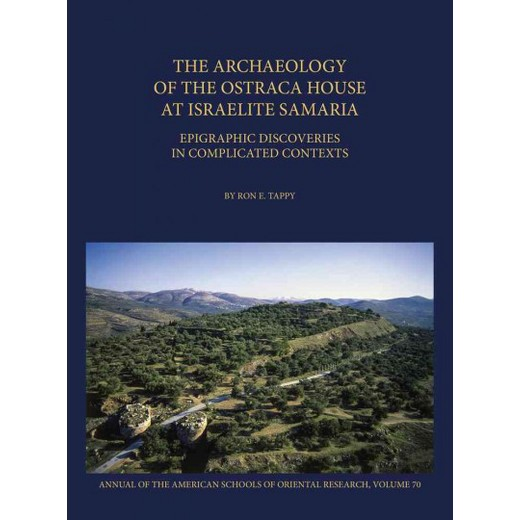 THE ARCHAEOLOGY
OF THE OSTRACA HOUSE
AT ISRAELITE SAMARIA
EPIGRAPHIC DISCOVERIES
IN COMPLICATED CONTEXTS
BY RON E. TAPPY
ANNUAL OF THE AMERICAN SCHOOLS OF ORIENTAL RESEARCH, VOLUME 70